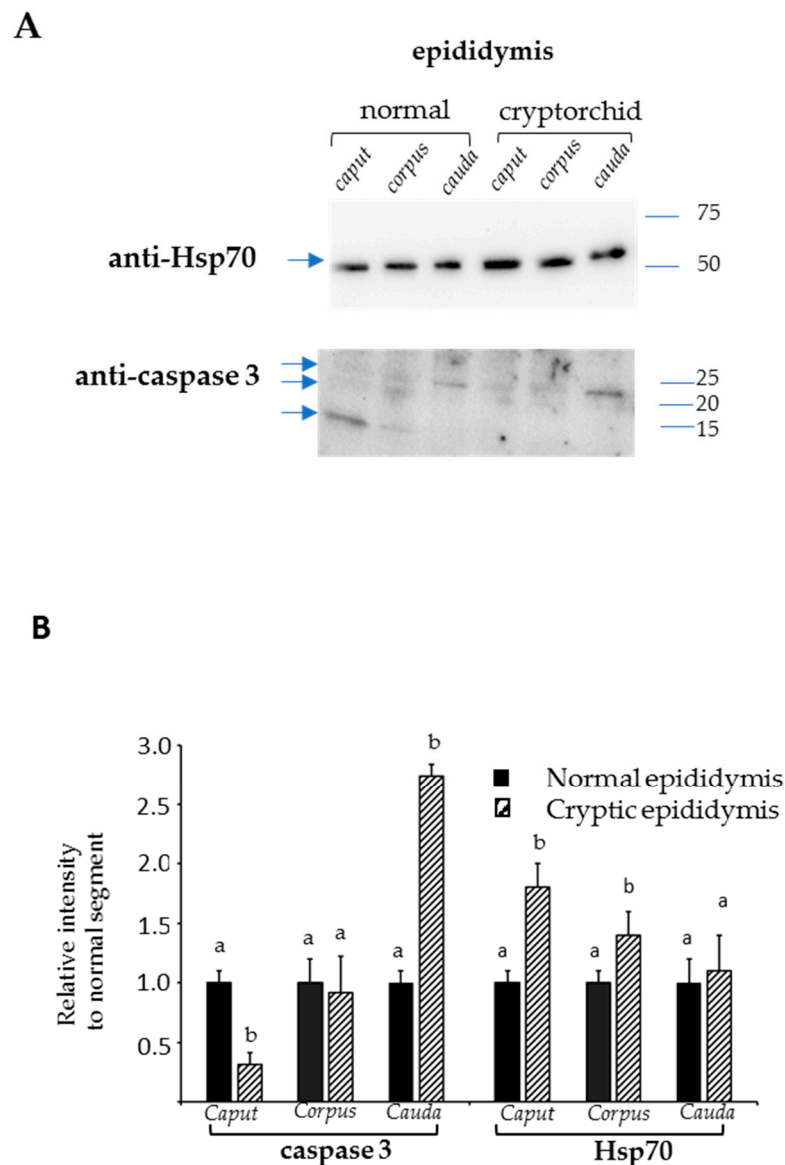 A
epididymis
normal cryptorchid
caput corpus cauda caput corpus cauda
75
anti-Hsp70
50
anti-caspase 3
25
20
15
B
3.0
2.5
2.0
1.5
1.0
0.5
Relative intensity
to normal segment
Normal epididymis
Cryptic epididymis
a b a a a b a b a b a a
Caput Corpus Cauda Caput Corpus Cauda
caspase 3 Hsp70